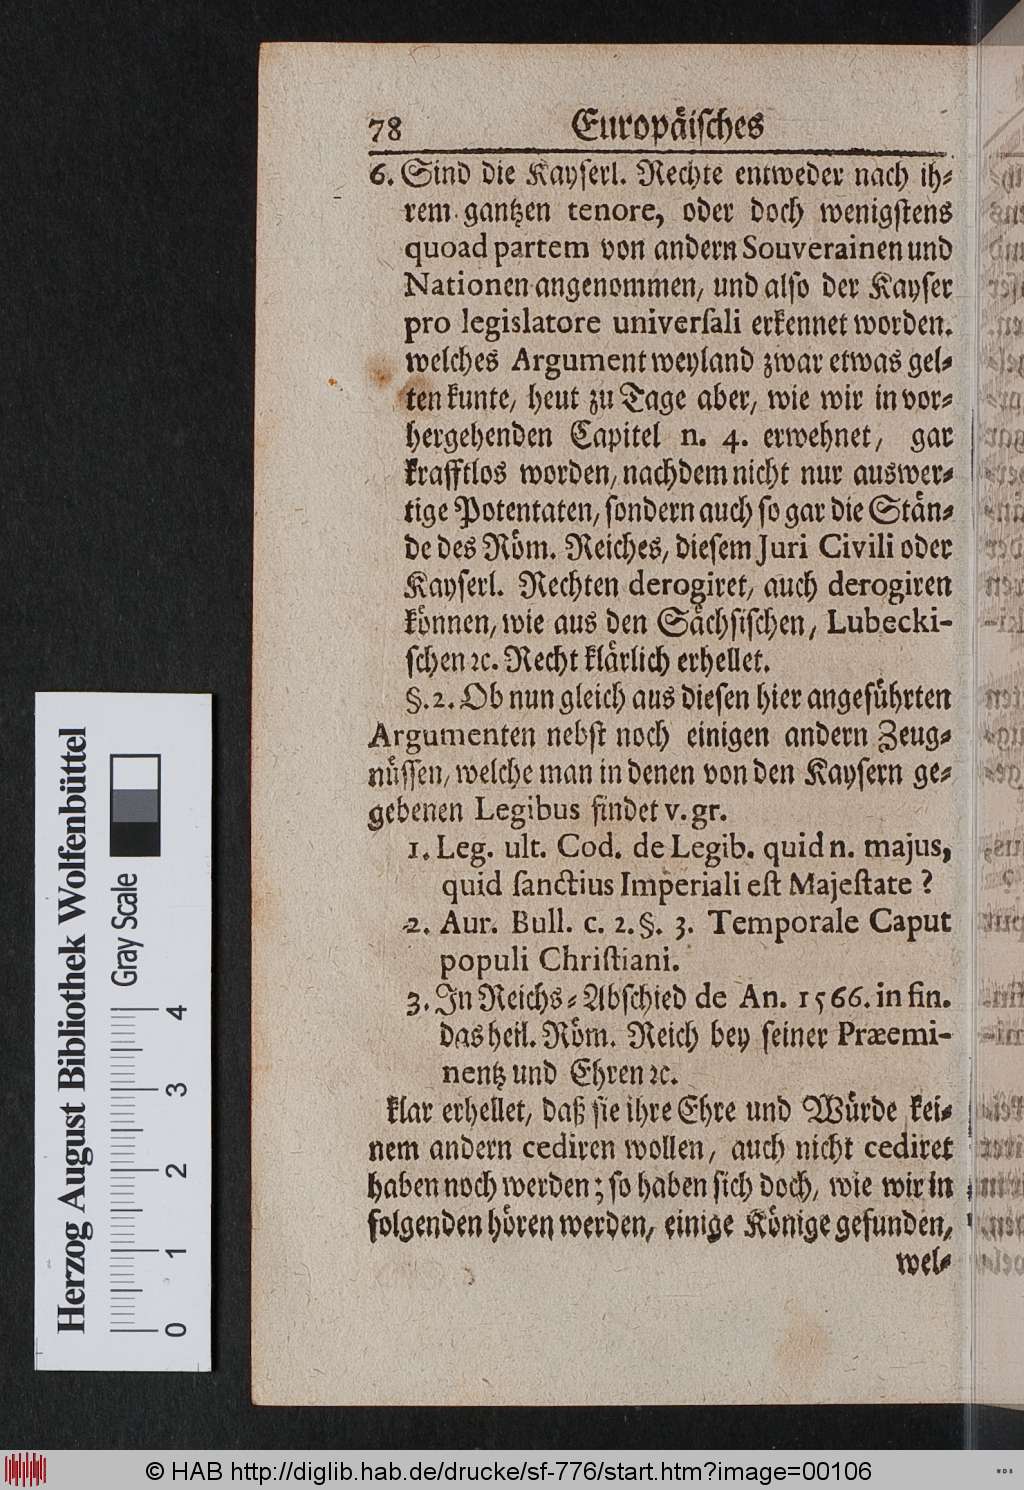 78 Europäiſches
6. Sind die Kayſerl. Rechte entweder nach ih⸗
rem gantzen tenore, oder doch wenigſtens
quoad partem von andern Souverainen und
Nationen angenommen, und alſo der Kayſer
pro legislatore univerſali erkennet worden.
welches Argument weyland zwar etwas gel⸗
ten kunte, heut zu Tage aber, wie wir in vor⸗
hergehenden Capitel n. 4. erwehnet, gar
krafftlos worden, nachdem nicht nur auswer⸗
tige Potentaten, ſondern auch ſo gar die Stän⸗
de des Röm. Reiches, dieſem Juri Civili oder
Kayſerl. Rechten derogiret, auch derogiren
können, wie aus den Sächſiſchen, Lubecki-
ſchen ꝛc. Recht klärlich erhellet.
§. 2. Ob nun gleich aus dieſen hier angeführten
Argumenten nebſt noch einigen andern Zeug⸗
nüſſen, welche man in denen von den Kayſern ge⸗
gebenen Legibus findet v. gr.
1. Leg. ult. Cod. de Legib. quid n. majus,
quid ſanctius Imperiali eſt Majeſtate ?
2. Aur. Bull. c. 2. §. 3. Temporale Caput
populi Chriſtiani.
3. In Reichs⸗Abſchied de An. 1566. in fin.
das heil. Röm. Reich bey ſeiner Præemi-
nentz und Ehren ꝛc.
klar erhellet, daß ſie ihre Ehre und Würde kei⸗
nem andern cediren wollen, auch nicht cediret
haben noch werden; ſo haben ſich doch, wie wir in
folgenden hören werden, einige Könige gefunden,
wel⸗
Herzog August Bibliothek Wolfenbüttel
Gray Scale
0 1 2 3 4
© HAB http://diglib.hab.de/drucke/sf-776/start.htm?image=00106